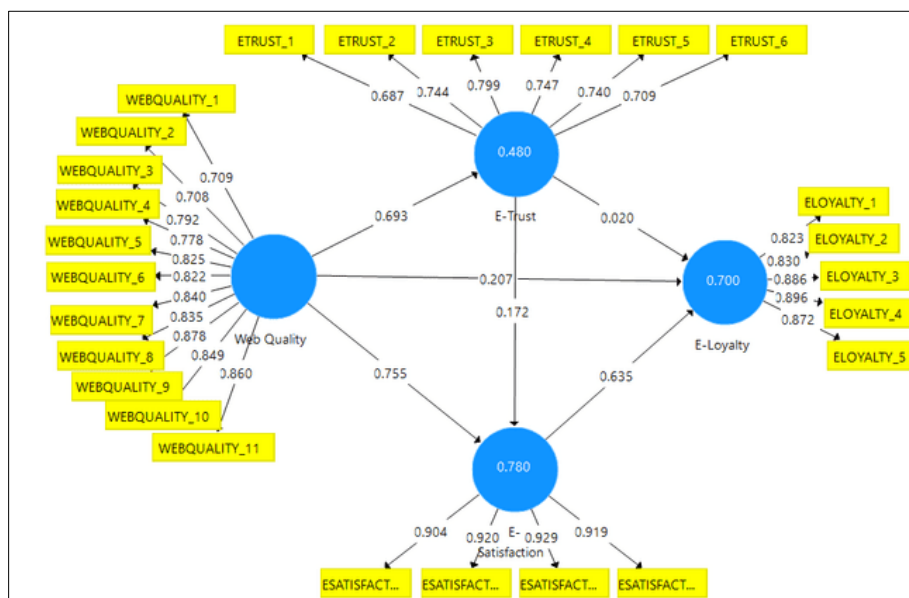 ETRUST_1 ETRUST_2 ETRUST_3 ETRUST_4 ETRUST_5 ETRUST_6
0.687 0.744 0.799 0.747 0.740 0.709
WEBQUALITY_1
WEBQUALITY_2
WEBQUALITY_3
WEBQUALITY_4
WEBQUALITY_5
WEBQUALITY_6
WEBQUALITY_7
WEBQUALITY_8
WEBQUALITY_9
WEBQUALITY_10
WEBQUALITY_11
0.709
0.708
0.792
0.778
0.825
0.822
0.840
0.835
0.878
0.849
0.860
Web Quality
0.480
E-Trust
0.693
0.020
0.207
0.172
0.755
0.635
0.700
E-Loyalty
0.823
0.830
0.886
0.896
0.872
ELOYALTY_1
ELOYALTY_2
ELOYALTY_3
ELOYALTY_4
ELOYALTY_5
0.780
E-
Satisfaction
0.904 0.920 0.929 0.919
ESATISFACT... ESATISFACT... ESATISFACT... ESATISFACT...